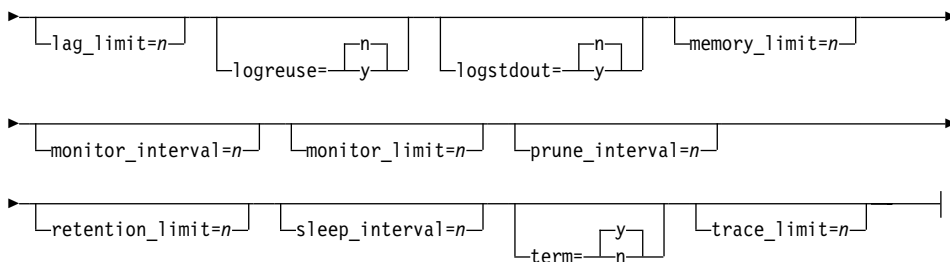 lag_limit=n logreuse= n y logstdout= n y memory_limit=n
monitor_interval=n monitor_limit=n prune_interval=n
retention_limit=n sleep_interval=n term= y n trace_limit=n